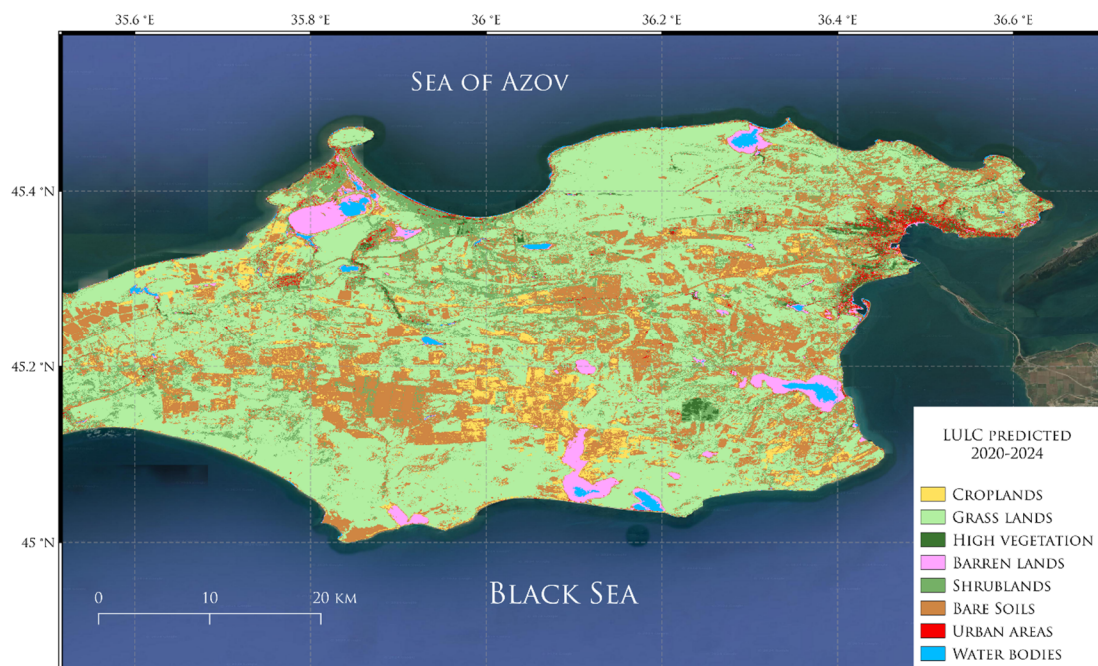 35.6 °E 35.8 °E 36 °E 36.2 °E 36.4 °E 36.6 °E
Sea of Azov
45.4 °N
45.2 °N
45 °N
Black Sea
0 10 20 km
LULC predicted
2020-2024
Croplands
Grass lands
High vegetation
Barren lands
Shrublands
Bare Soils
Urban areas
Water bodies